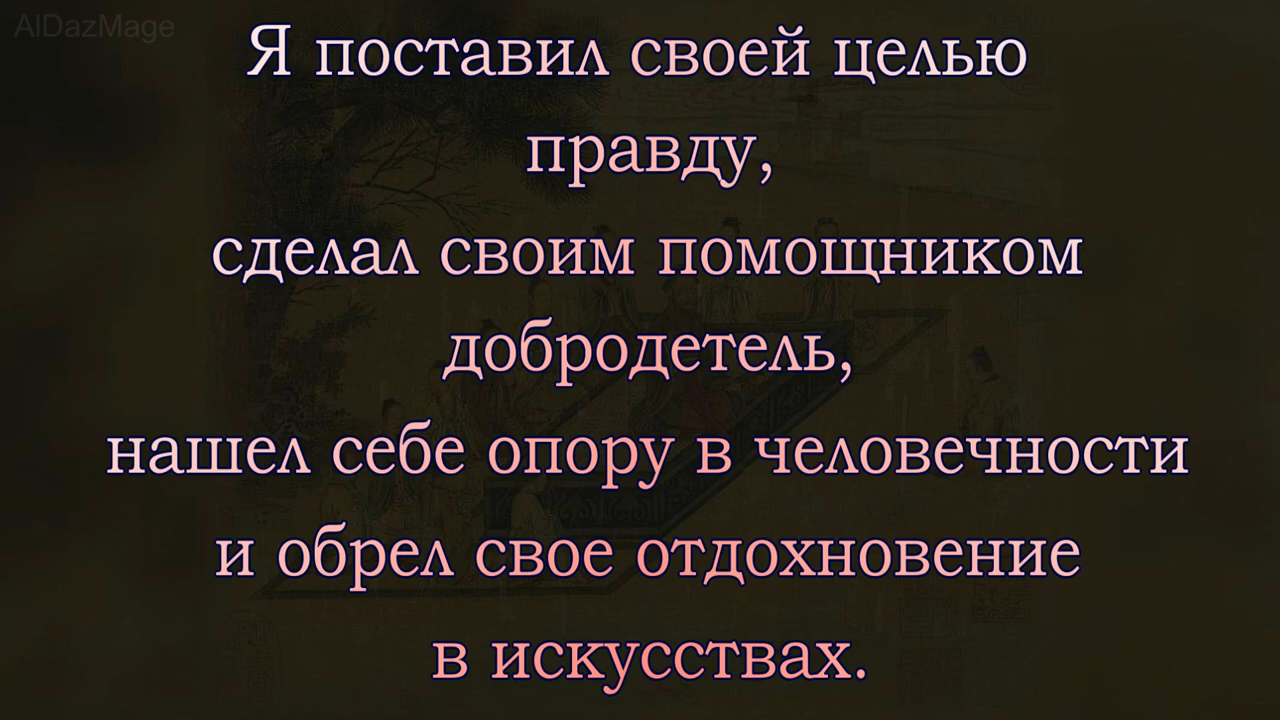 AlDazMage
Я поставил своей целью
правду,
сделал своим помощником
добродетель,
нашел себе опору в человечности
и обрел свое отдохновение
в искусствах.